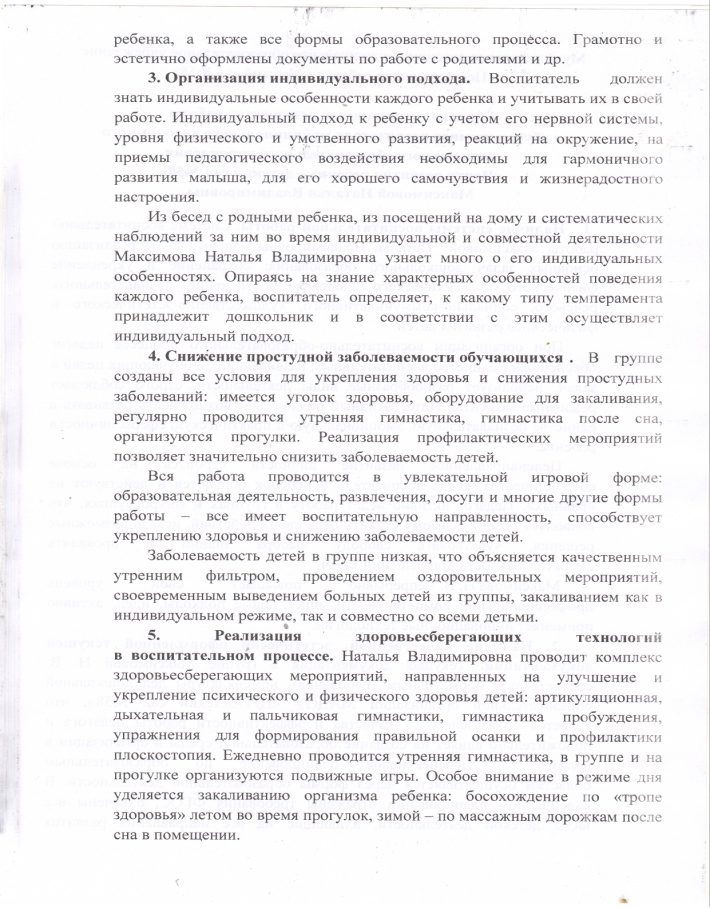 ребенка, а также все формы образовательного процесса. Грамотно и
эстетично оформлены документы по работе с родителями и др.
3. Организация индивидуального подхода. Воспитатель должен
знать индивидуальные особенности каждого ребенка и учитывать их в своей
работе. Индивидуальный подход к ребенку с учетом его нервной системы,
уровня физического и умственного развития, реакций на окружение, на
приемы педагогического воздействия необходимы для гармоничного
развития малыша, для его хорошего самочувствия и жизнерадостного
настроения.
Из бесед с родными ребенка, из посещений на дому и систематических
наблюдений за ним во время индивидуальной и совместной деятельности
Максимова Наталья Владимировна узнает много о его индивидуальных
особенностях. Опираясь на знание характерных особенностей поведения
каждого ребенка, воспитатель определяет, к какому типу темперамента
принадлежит дошкольник и в соответствии с этим осуществляет
индивидуальный подход.
4. Снижение простудной заболеваемости обучающихся . В группе
созданы все условия для укрепления здоровья и снижения простудных
заболеваний: имеется уголок здоровья, оборудование для закаливания,
регулярно проводится утренняя гимнастика, гимнастика после сна,
организуются прогулки. Реализация профилактических мероприятий
позволяет значительно снизить заболеваемость детей.
Вся работа проводится в увлекательной игровой форме:
образовательная деятельность, развлечения, досуги и многие другие формы
работы – все имеет воспитательную направленность, способствует
укреплению здоровья и снижению заболеваемости детей.
Заболеваемость детей в группе низкая, что объясняется качественным
утренним фильтром, проведением оздоровительных мероприятий,
своевременным выведением больных детей из группы, закаливанием как в
индивидуальном режиме, так и совместно со всеми детьми.
5. Реализация здоровьесберегающих технологий
в воспитательном процессе. Наталья Владимировна проводит комплекс
здоровьесберегающих мероприятий, направленных на улучшение и
укрепление психического и физического здоровья детей: артикуляционная,
дыхательная и пальчиковая гимнастики, гимнастика пробуждения,
упражнения для формирования правильной осанки и профилактики
плоскостопия. Ежедневно проводится утренняя гимнастика, в группе и на
прогулке организуются подвижные игры. Особое внимание в режиме дня
уделяется закаливанию организма ребенка: босохождение по «тропе
здоровья» летом во время прогулок, зимой – по массажным дорожкам после
сна в помещении.